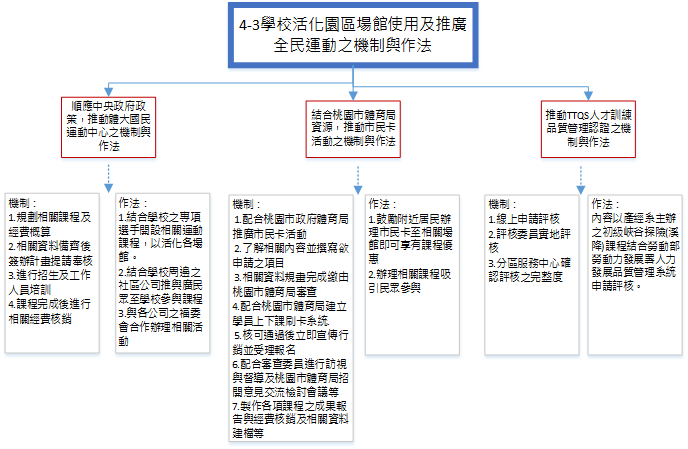 4-3學校活化園區場館使用及推廣
全民運動之機制與作法
順應中央政府政
策，推動體大國民
運動中心之機制與
作法
結合桃園市體育局
資源，推動市民卡
活動之機制與作法
推動TTQS人才訓練
品質管理認證之機
制與作法
機制：
1.規劃相關課程及
經費概算
2.相關資料備齊後
簽辦計畫提請奉核
3.進行招生及工作
人員培訓
4.課程完成後進行
相關經費核銷
作法：
1.結合學校之專項
選手開設相關運動
課程，以活化各場
館。
2.結合學校周邊之
社區公司推與廣民
眾至學校參與課程
3.與各公司之福委
會合作辦理相關活
動
機制：
1.配合桃園市政府體育局
推廣市民卡活動
2.了解相關內容並撰寫欲
申請之項目
3.相關資料規畫完成繳由
桃園市體育局審查
4.配合桃園市體育局建立
學員上下課刷卡系統.
5.核可通過後立即宣傳行
銷並受理報名
6.配合審查委員進行訪視
與督導及桃園市體育局招
開意見交流檢討會議等
7.製作各項課程之成果報
告與經費核銷及相關資料
建檔等
作法：
1.鼓勵附近居民辦
理市民卡至相關場
館即可享有課程優
惠
2.辦理相關課程吸
引民眾參與
機制：
1.線上申請評核
2.評核委員實地評
核
3.分區服務中心確
認評核之完整度
作法：
內容以產經系主辦
之初級峽谷探險(溪
降)課程結合勞動部
勞動力發展署人力
發展品質管理系統
申請評核。